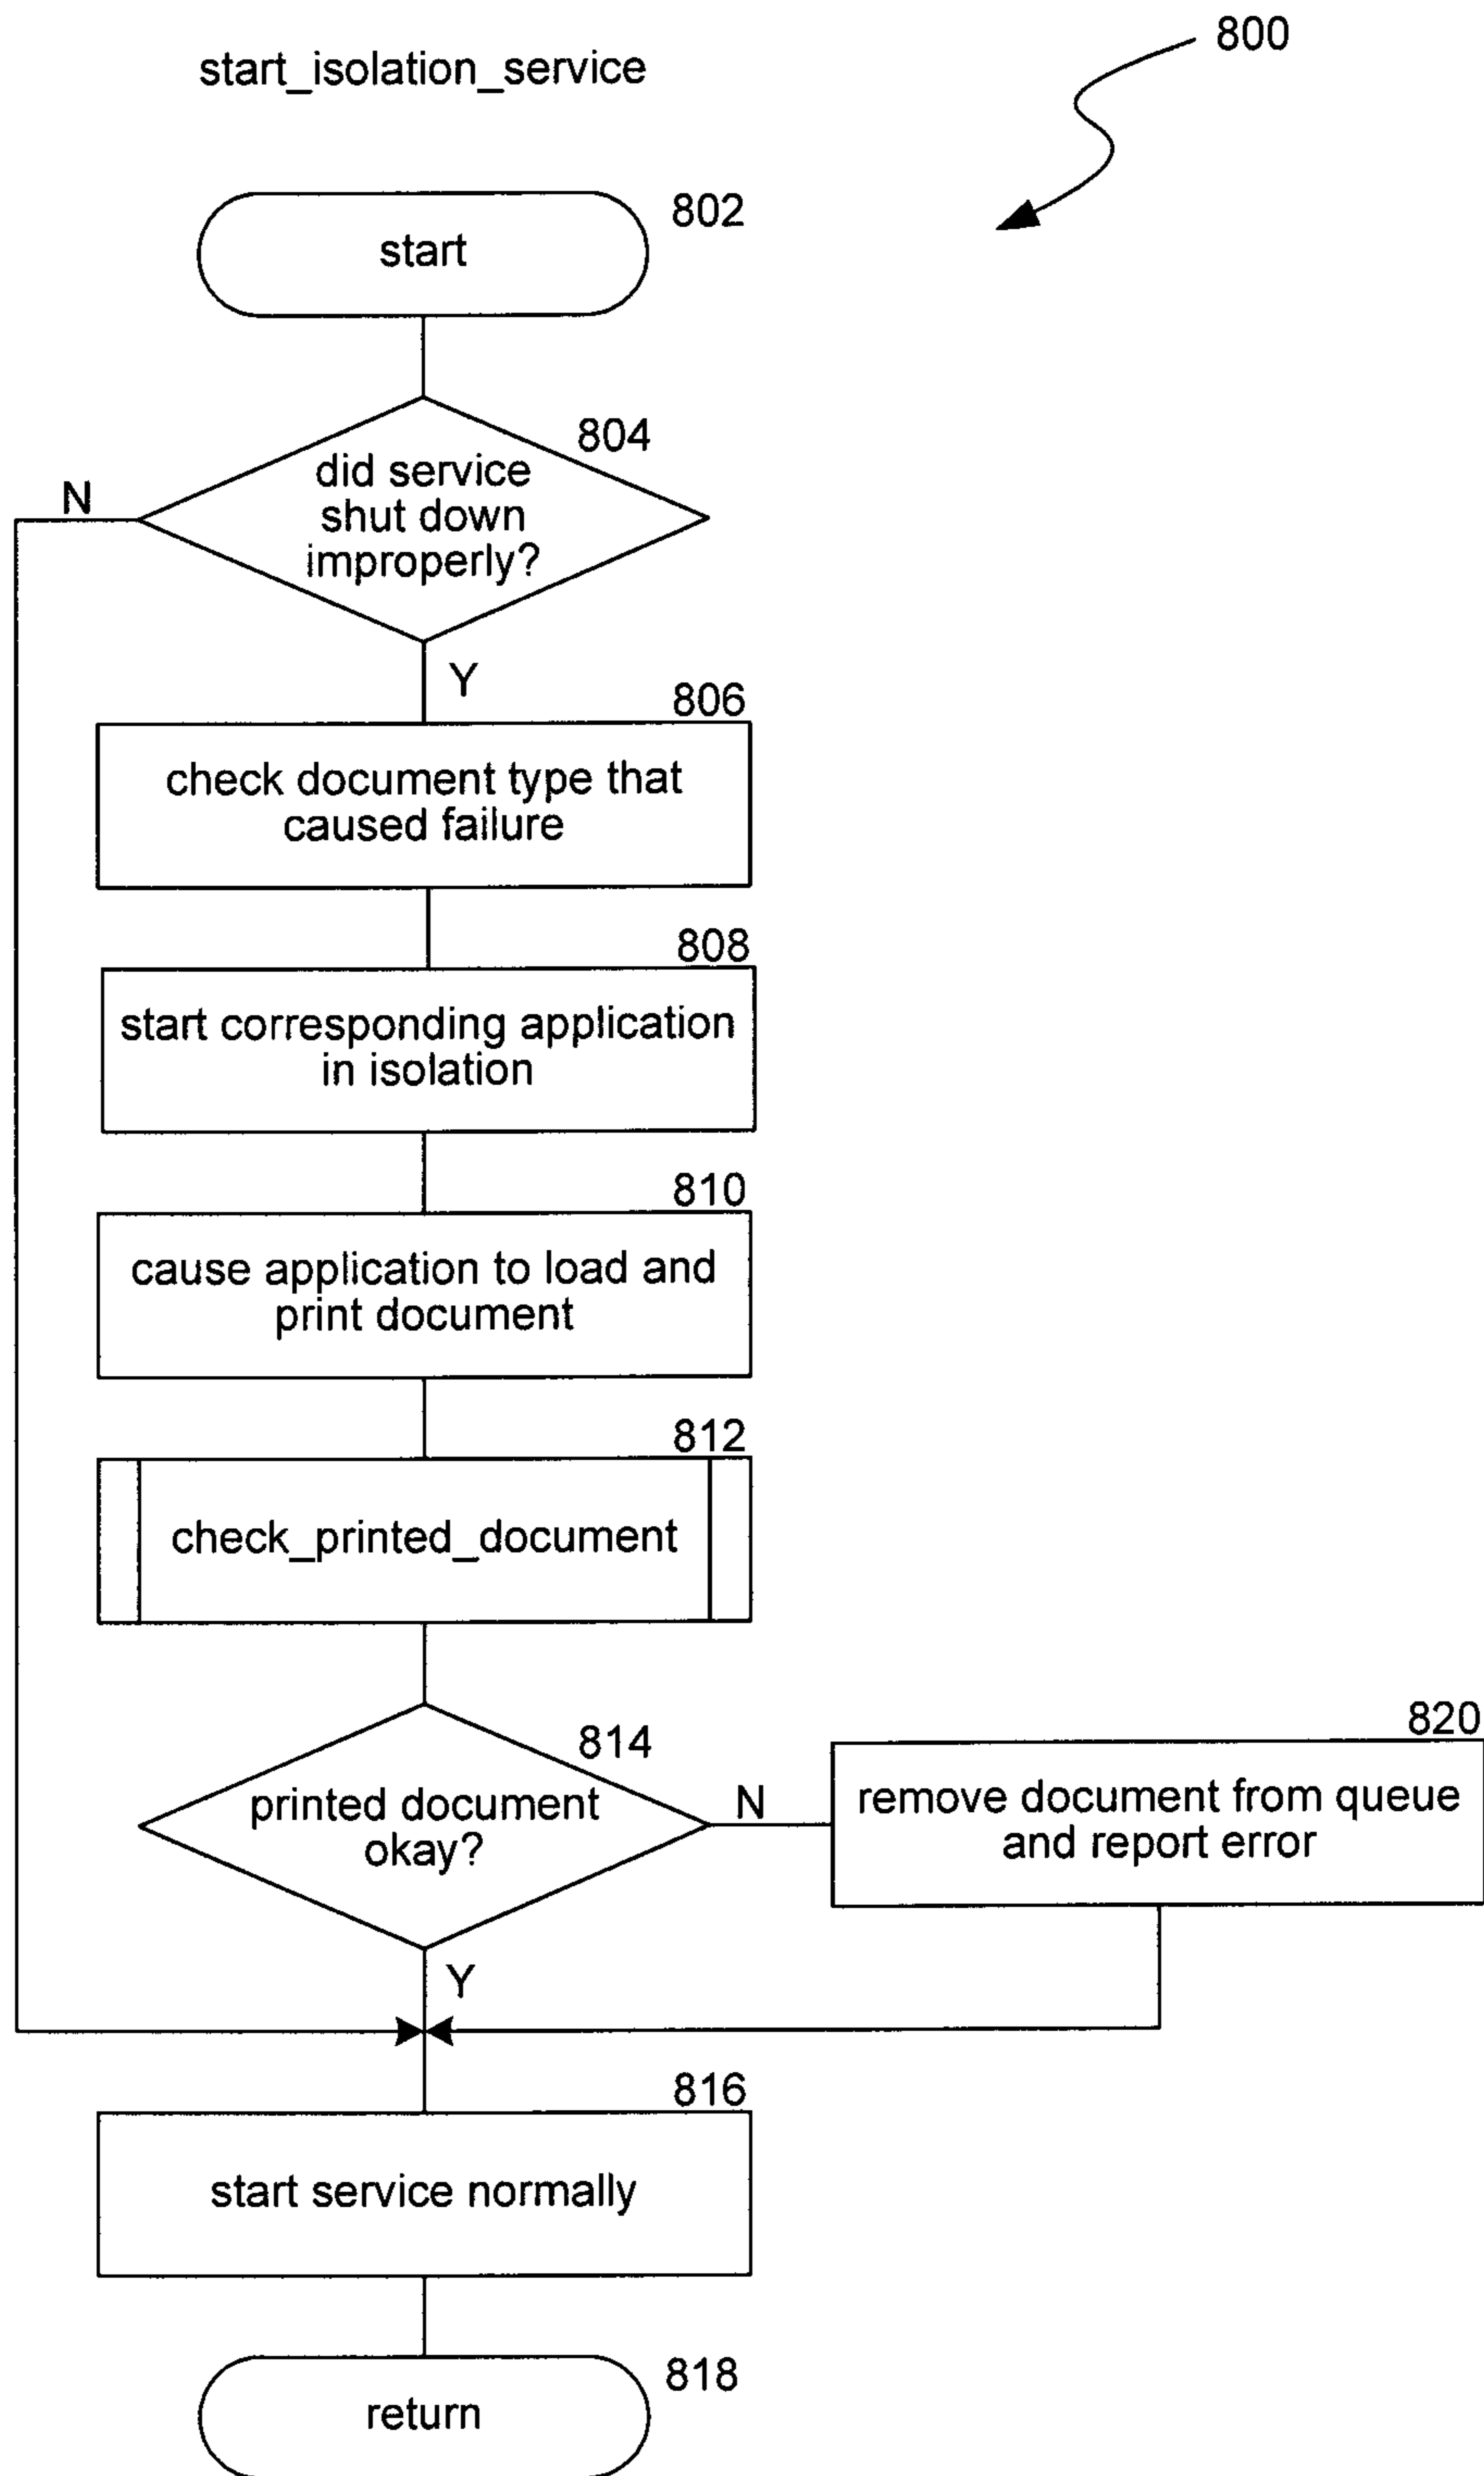 800
start_isolation_service
802
start
804
did service
shut down
improperly?
N
Y
806
check document type that
caused failure
808
start corresponding application
in isolation
810
cause application to load and
print document
812
check_printed_document
814
printed document
okay?
N
820
remove document from queue
and report error
Y
816
start service normally
818
return